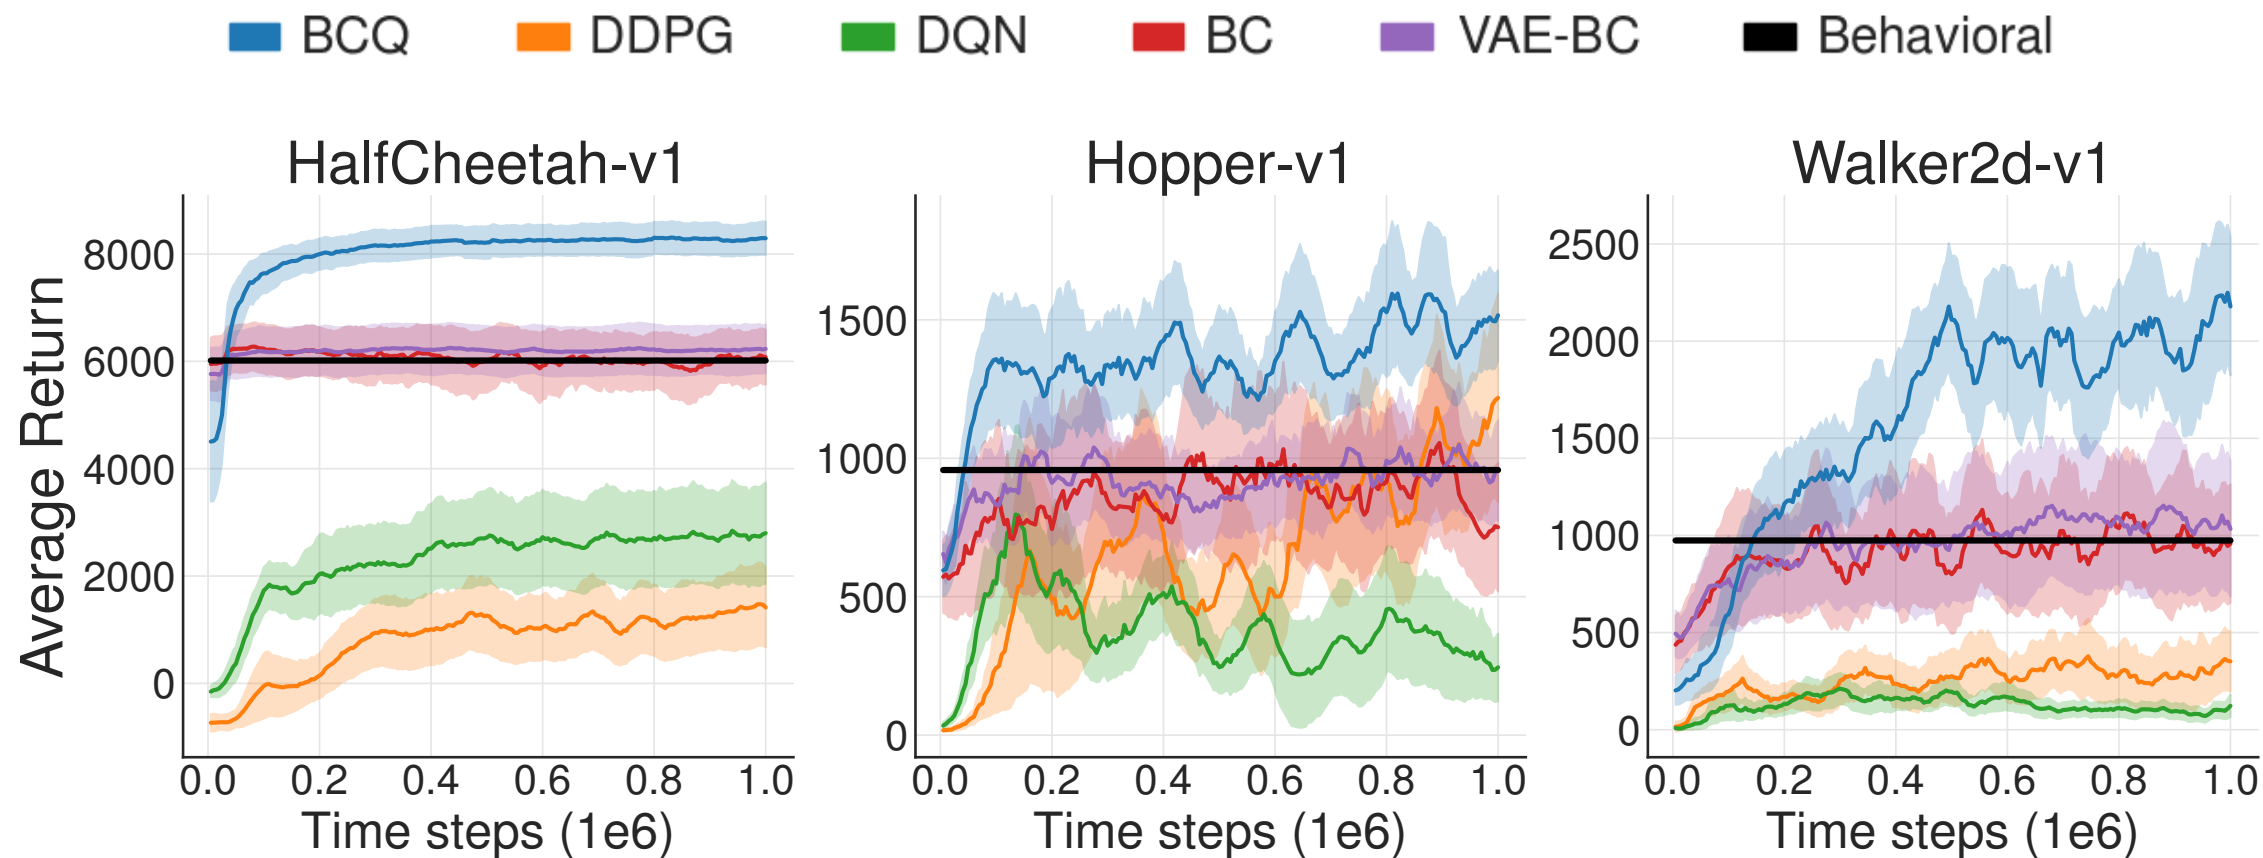 BCQ DDPG DQN BC VAE-BC Behavioral
HalfCheetah-v1
Average Return
8000
6000
4000
2000
0
0.0 0.2 0.4 0.6 0.8 1.0
Time steps (1e6)
Hopper-v1
1500
1000
500
0
0.0 0.2 0.4 0.6 0.8 1.0
Time steps (1e6)
Walker2d-v1
2500
2000
1500
1000
500
0
0.0 0.2 0.4 0.6 0.8 1.0
Time steps (1e6)